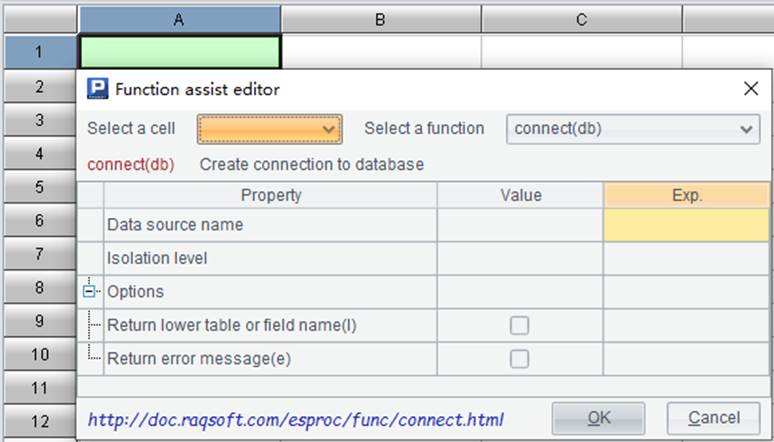 A B C
1
2 Function assist editor
3 Select a cell Select a function connect(db)
4 connect(db) Create connection to database
5 Property Value Exp.
6 Data source name
7 Isolation level
8 Options
9 Return lower table or field name(l)
10 Return error message(e)
11
12 http://doc.raqsoft.com/esproc/func/connect.html OK Cancel